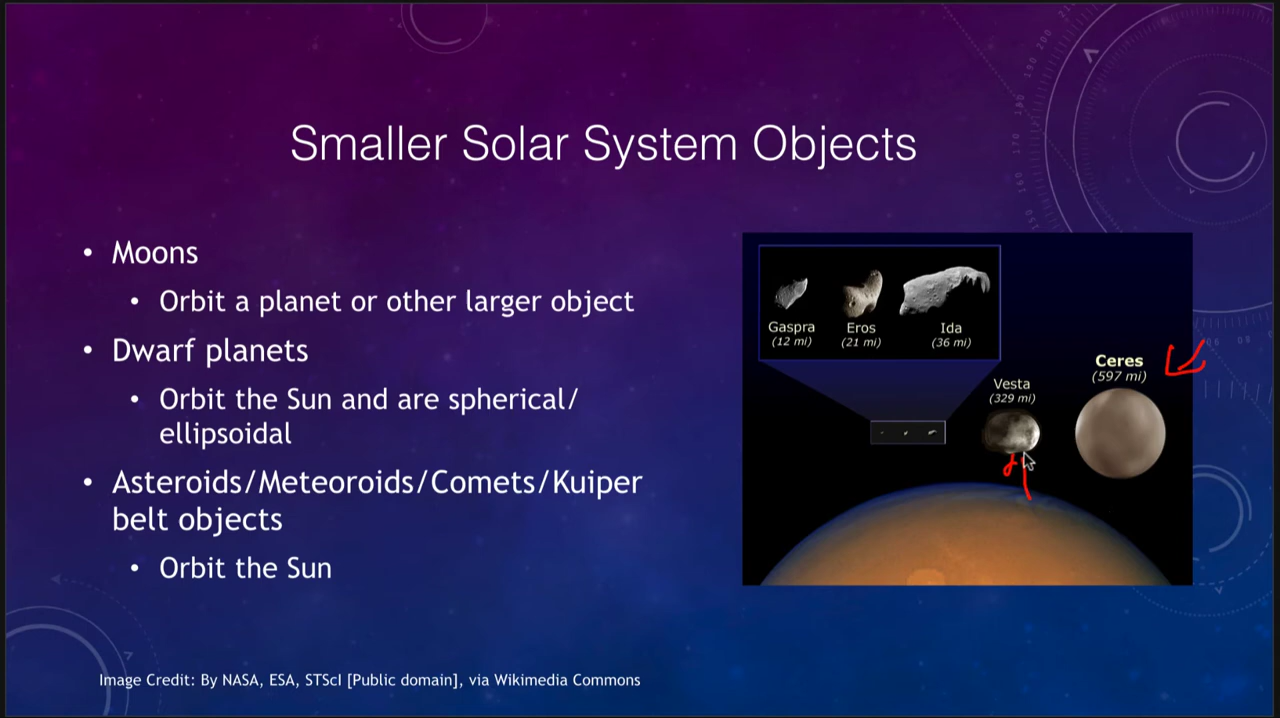 Smaller Solar System Objects
• Moons
• Orbit a planet or other larger object
• Dwarf planets
• Orbit the Sun and are spherical/
ellipsoidal
• Asteroids/Meteoroids/Comets/Kuiper
belt objects
• Orbit the Sun
Gaspra
(12 mi)
Eros
(21 mi)
Ida
(36 mi)
Vesta
(329 mi)
Ceres
(597 mi)
Image Credit: By NASA, ESA, STScI [Public domain], via Wikimedia Commons